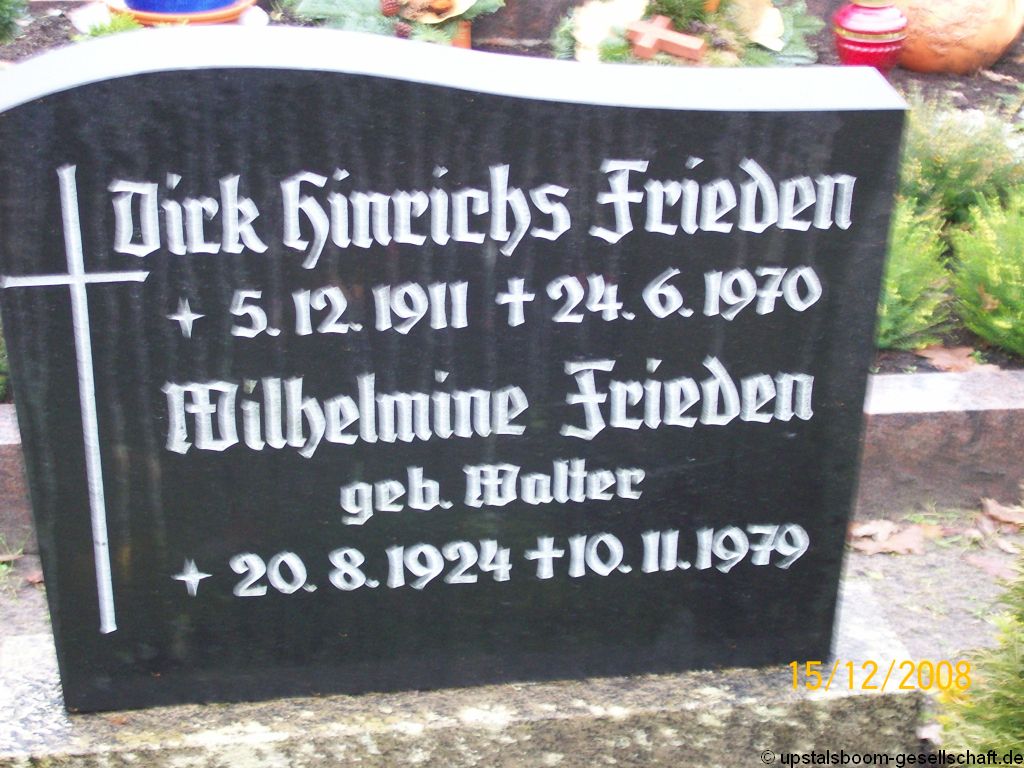 Dick Hinrichs Frieden
* 5.12.1911 † 24.6.1970
Wilhelmine Frieden
geb. Walter
* 20.8.1924 † 10.11.1979
15/12/2008
© upstalsboom-gesellschaft.de